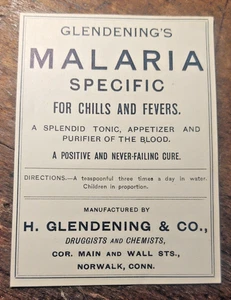 GLENDENING'S
MALARIA
SPECIFIC
FOR CHILLS AND FEVERS.
A SPLENDID TONIC, APPETIZER AND
PURIFIER OF THE BLOOD.
A POSITIVE AND NEVER-FAILING CURE.
DIRECTIONS.—A teaspoonful three times a day in water.
Children in proportion.
MANUFACTURED BY
H. GLENDENING & CO.,
DRUGGISTS AND CHEMISTS,
COR. MAIN AND WALL STS.,
NORWALK, CONN.